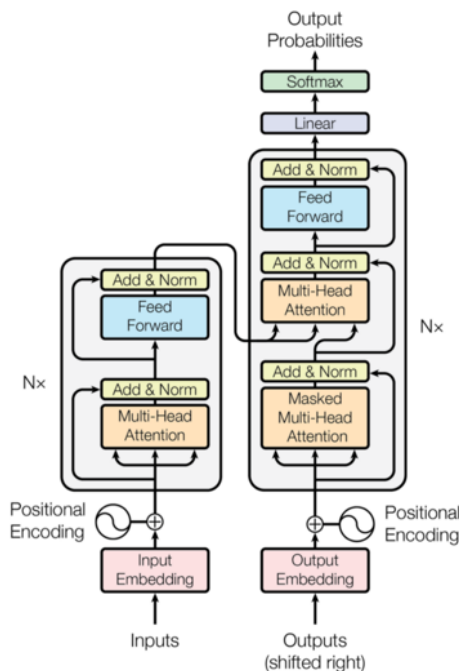 Output
Probabilities
Softmax
Linear
Add & Norm
Feed
Forward
Add & Norm
Multi-Head
Attention
Add & Norm
Masked
Multi-Head
Attention
N×
Add & Norm
Feed
Forward
Add & Norm
Multi-Head
Attention
N×
Positional
Encoding
Input
Embedding
Inputs
Positional
Encoding
Output
Embedding
Outputs
(shifted right)